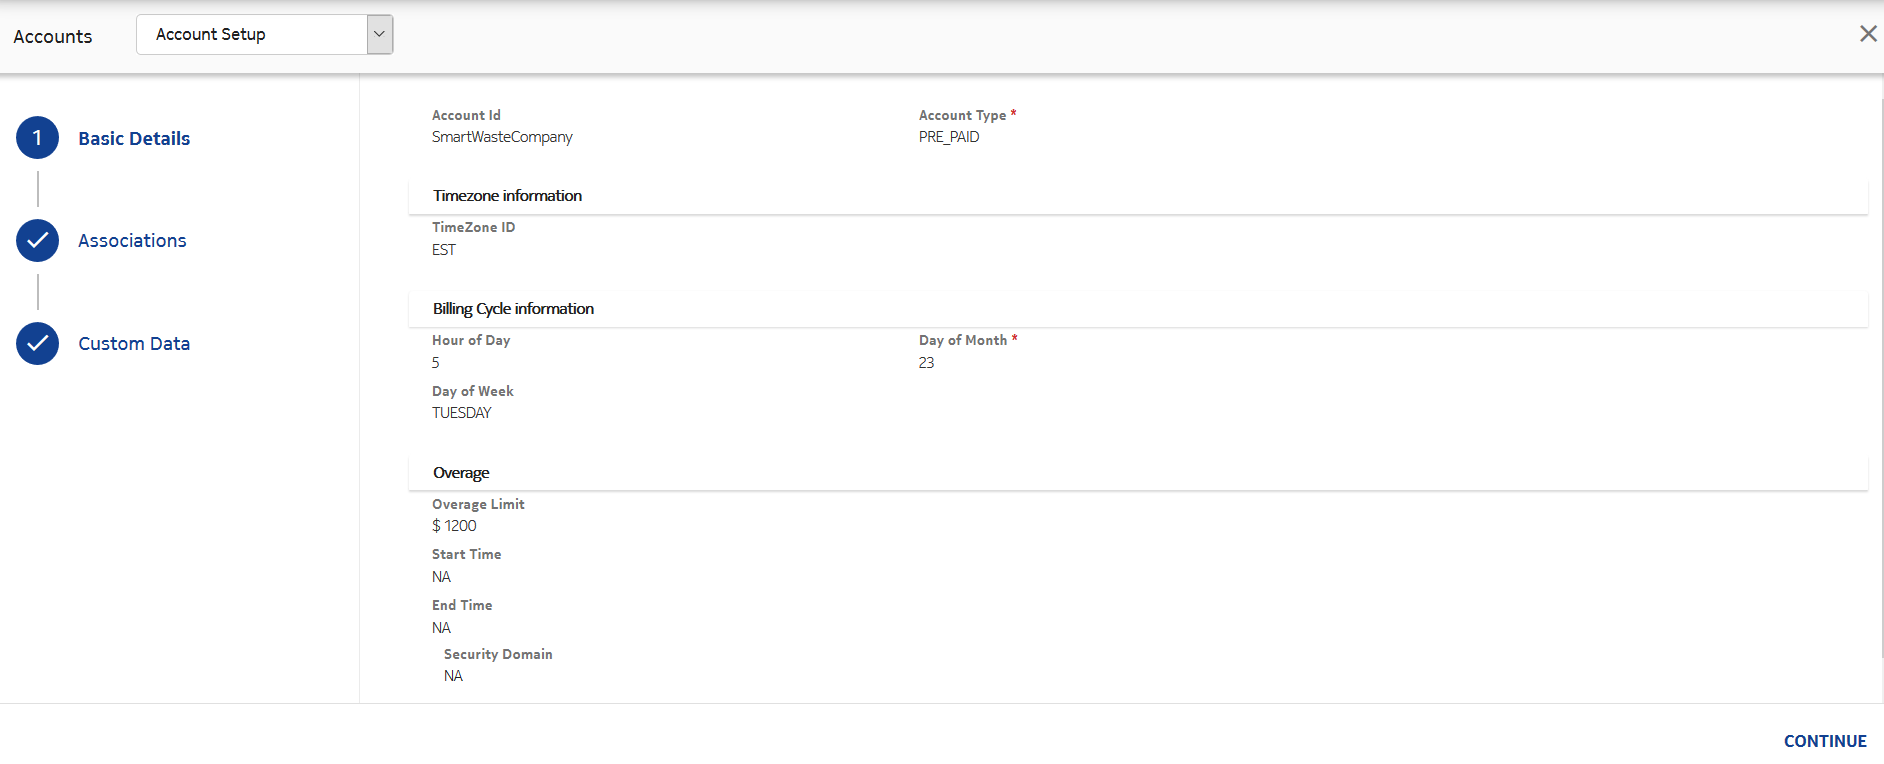 Accounts
Account Setup
1
Basic Details
Associations
Custom Data
Account Id
SmartWasteCompany
Account Type *
PRE_PAID
Timezone information
TimeZone ID
EST
Billing Cycle information
Hour of Day
5
Day of Month *
23
Day of Week
TUESDAY
Overage
Overage Limit
$ 1200
Start Time
NA
End Time
NA
Security Domain
NA
CONTINUE